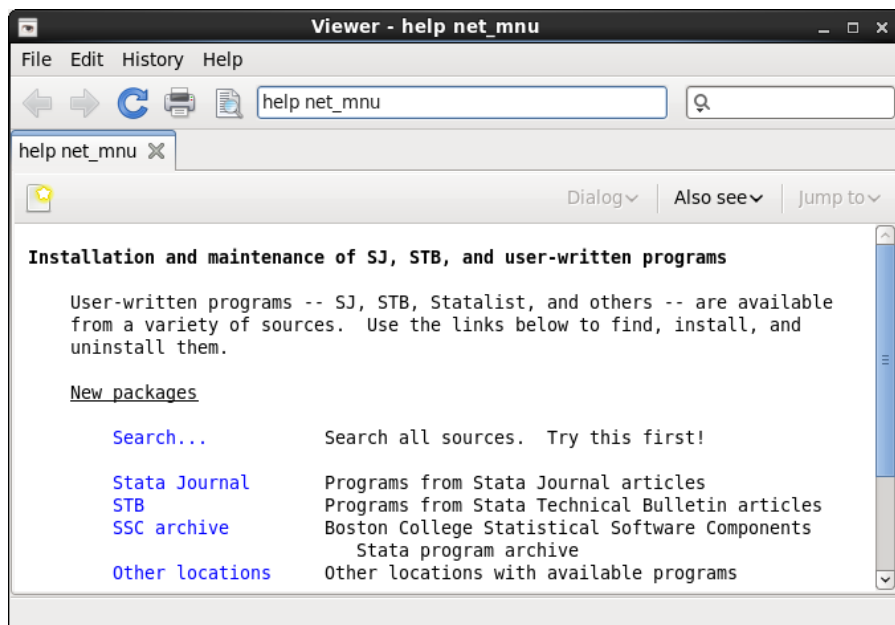 Viewer - help net_mnu
File Edit History Help
help net_mnu
help net_mnu
Dialog Also see Jump to
Installation and maintenance of SJ, STB, and user-written programs
User-written programs -- SJ, STB, Statalist, and others -- are available
from a variety of sources.  Use the links below to find, install, and
uninstall them.
New packages
Search... Search all sources.  Try this first!
Stata Journal Programs from Stata Journal articles
STB Programs from Stata Technical Bulletin articles
SSC archive Boston College Statistical Software Components
Stata program archive
Other locations Other locations with available programs